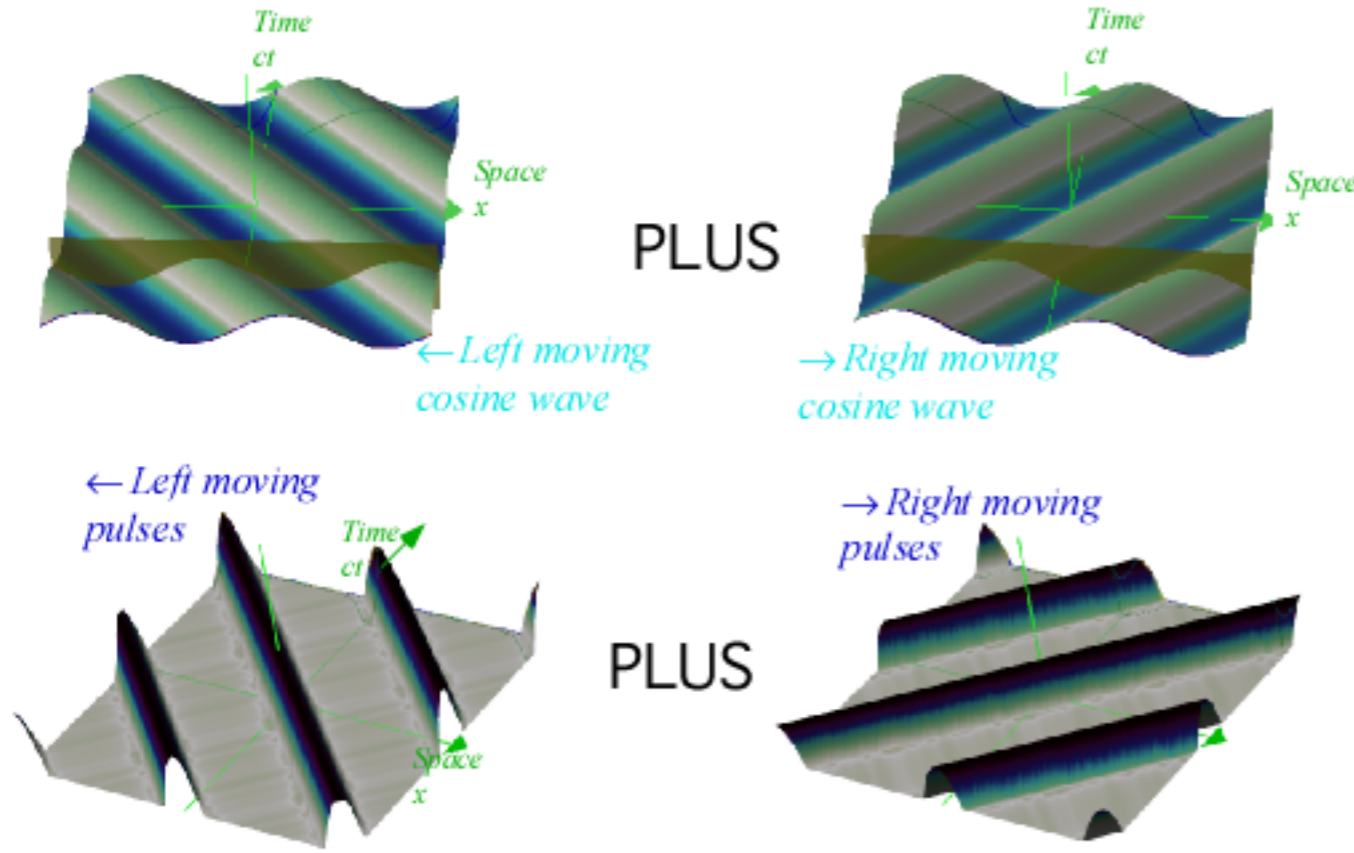 Time
ct
Space
x
Time
ct
Space
x
PLUS
← Left moving
cosine wave
→ Right moving
cosine wave
← Left moving
pulses
Time
ct
Space
x
PLUS
→ Right moving
pulses